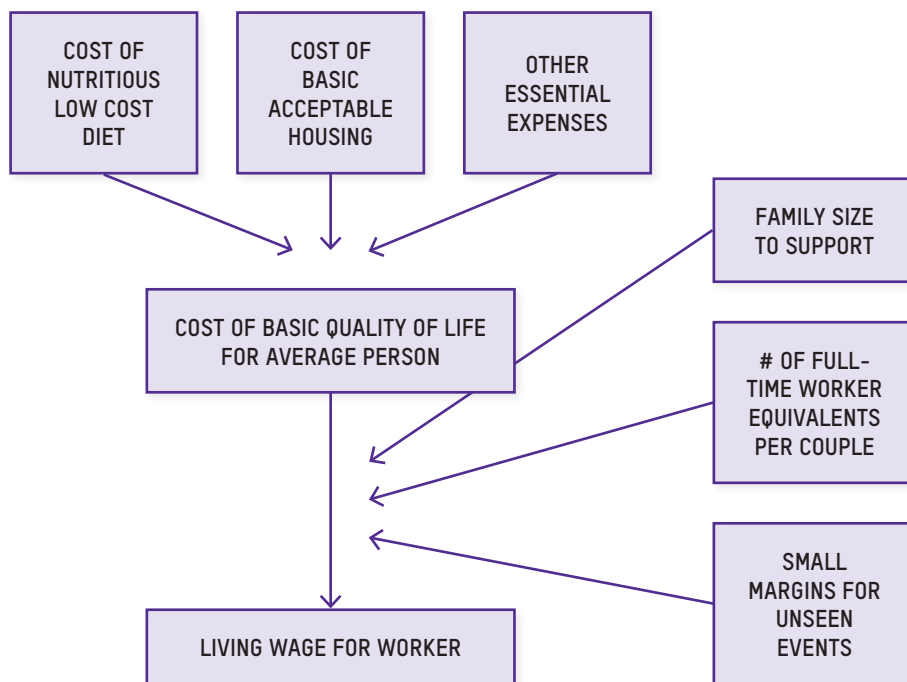 COST OF
NUTRITIOUS
LOW COST
DIET
COST OF
BASIC
ACCEPTABLE
HOUSING
OTHER
ESSENTIAL
EXPENSES
FAMILY SIZE
TO SUPPORT
COST OF BASIC QUALITY OF LIFE
FOR AVERAGE PERSON
# OF FULL-
TIME WORKER
EQUIVALENTS
PER COUPLE
SMALL
MARGINS FOR
UNSEEN
EVENTS
LIVING WAGE FOR WORKER